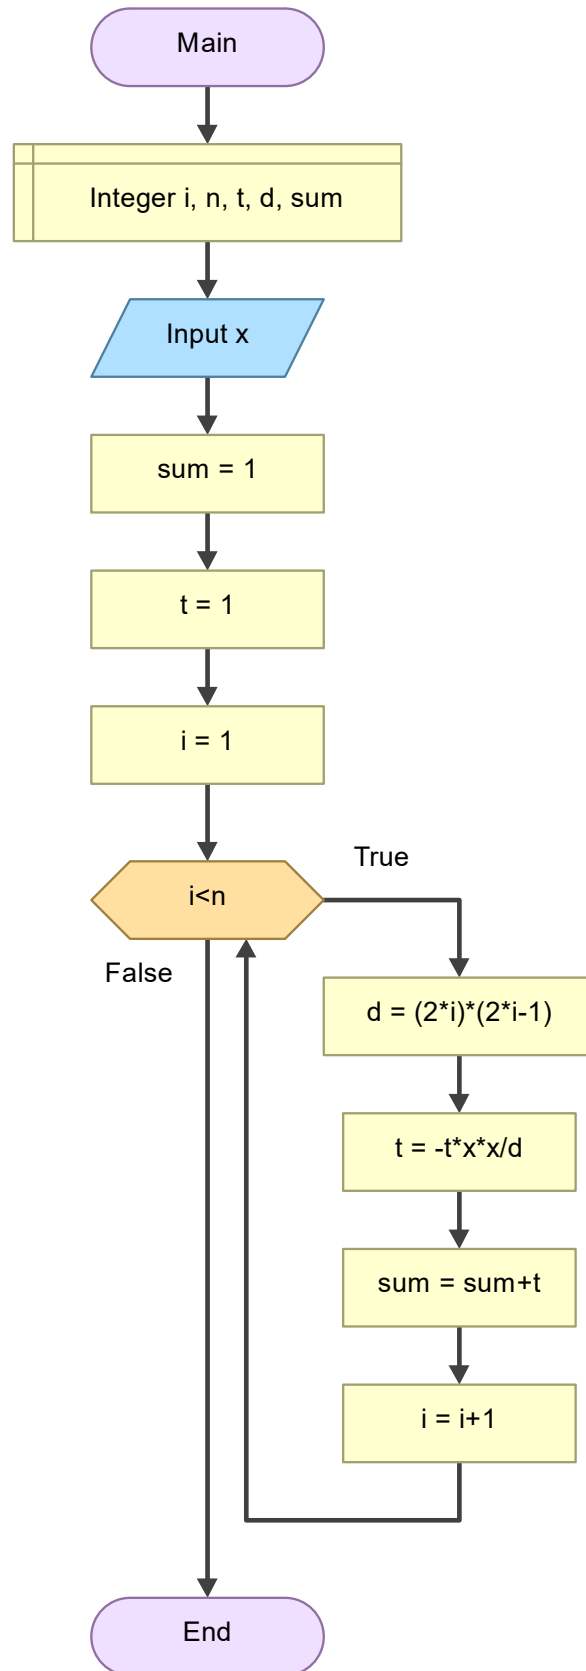 Main
Integer i, n, t, d, sum
Input x
sum = 1
t = 1
i = 1
i<n
True
False
d = (2*i)*(2*i-1)
t = -t*x*x/d
sum = sum+t
i = i+1
End